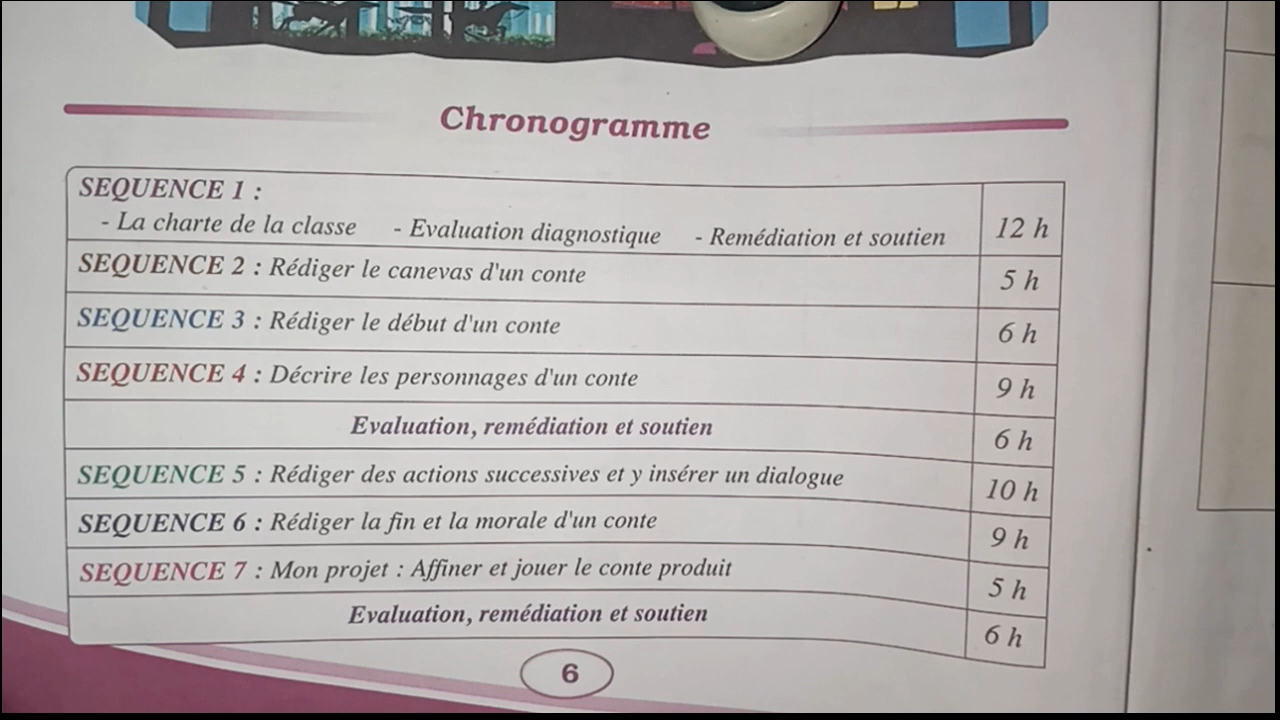 Chronogramme
SEQUENCE 1 :
- La charte de la classe - Evaluation diagnostique - Remédiation et soutien 12 h
SEQUENCE 2 : Rédiger le canevas d'un conte 5 h
SEQUENCE 3 : Rédiger le début d'un conte 6 h
SEQUENCE 4 : Décrire les personnages d'un conte 9 h
Evaluation, remédiation et soutien 6 h
SEQUENCE 5 : Rédiger des actions successives et y insérer un dialogue 10 h
SEQUENCE 6 : Rédiger la fin et la morale d'un conte 9 h
SEQUENCE 7 : Mon projet : Affiner et jouer le conte produit 5 h
Evaluation, remédiation et soutien 6 h
6